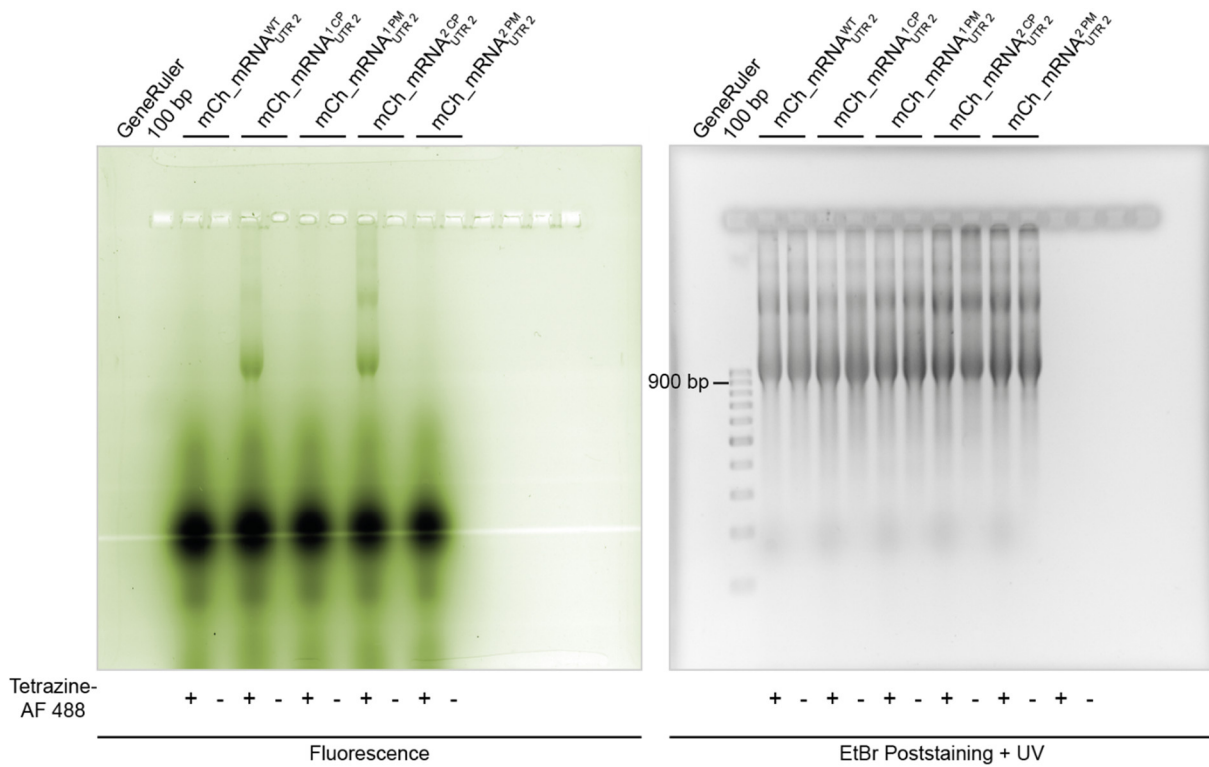 GeneRuler
100 bp
mCh_mRNA^WT_UTR 2
mCh_mRNA^1 CP_UTR 2
mCh_mRNA^1 PM_UTR 2
mCh_mRNA^2 CP_UTR 2
mCh_mRNA^2 PM_UTR 2
GeneRuler
100 bp
mCh_mRNA^WT_UTR 2
mCh_mRNA^1 CP_UTR 2
mCh_mRNA^1 PM_UTR 2
mCh_mRNA^2 CP_UTR 2
mCh_mRNA^2 PM_UTR 2
900 bp
Tetrazine-
AF 488
+ - + - + - + - + -
+ - + - + - + - + - + -
Fluorescence
EtBr Poststaining + UV